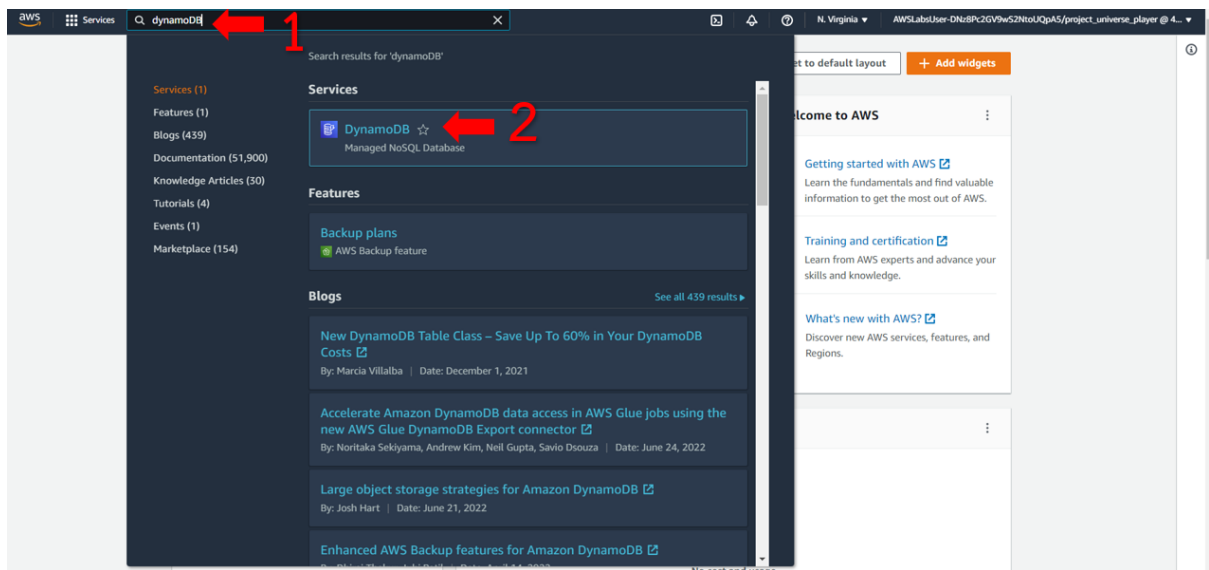 aws
Services
dynamoDB
1
N. Virginia
AWSLabsUser-DNz8Pc2GV9wS2NtoUQpA5/project_universe_player @ 4...
Search results for 'dynamoDB'
Services (1)
Features (1)
Blogs (439)
Documentation (51,900)
Knowledge Articles (30)
Tutorials (4)
Events (1)
Marketplace (154)
Services
DynamoDB
2
Managed NoSQL Database
Features
Backup plans
AWS Backup feature
Blogs
See all 439 results
New DynamoDB Table Class – Save Up To 60% in Your DynamoDB
Costs
By: Marcia Villalba | Date: December 1, 2021
Accelerate Amazon DynamoDB data access in AWS Glue jobs using the
new AWS Glue DynamoDB Export connector
By: Noritaka Sekiyama, Andrew Kim, Neil Gupta, Savio Dsouza | Date: June 24, 2022
Large object storage strategies for Amazon DynamoDB
By: Josh Hart | Date: June 21, 2022
Enhanced AWS Backup features for Amazon DynamoDB
et to default layout
+ Add widgets
lcome to AWS
Getting started with AWS
Learn the fundamentals and find valuable
information to get the most out of AWS.
Training and certification
Learn from AWS experts and advance your
skills and knowledge.
What's new with AWS?
Discover new AWS services, features, and
Regions.